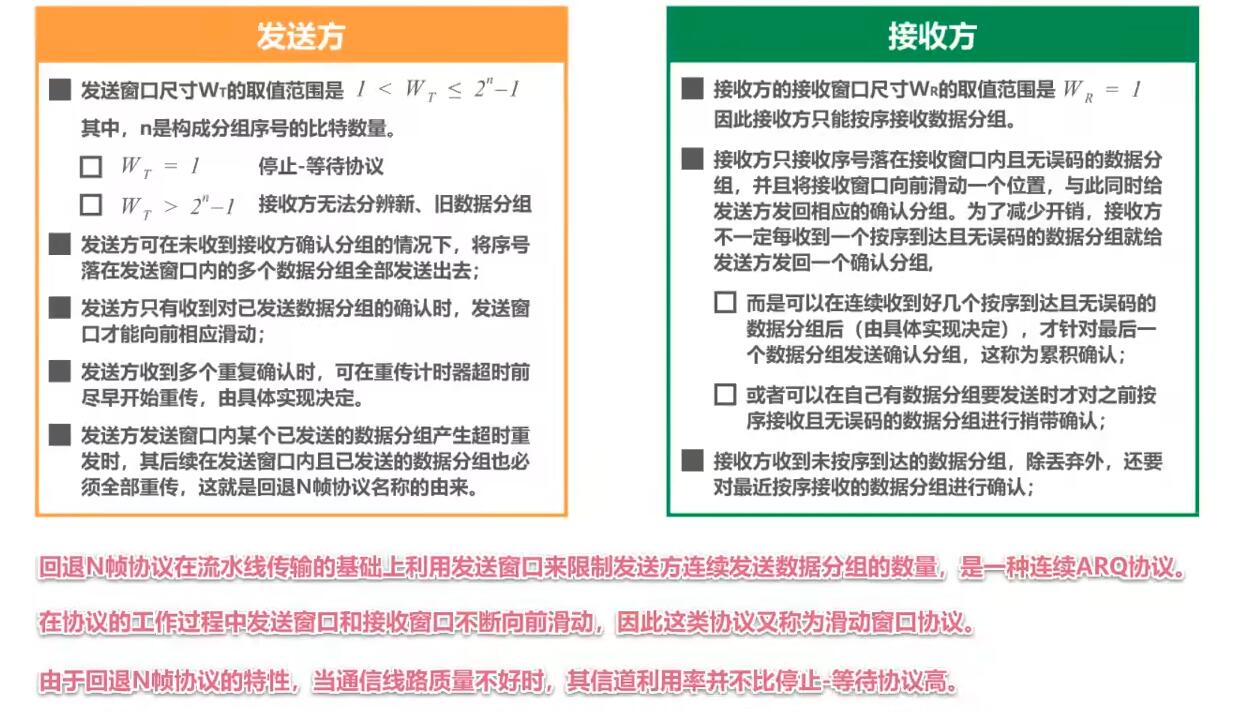 发送方
发送窗口尺寸WT的取值范围是 1 < W_T ≤ 2^n−1
其中，n是构成分组序号的比特数量。
W_T = 1 停止-等待协议
W_T > 2^n−1 接收方无法分辨新、旧数据分组
发送方可在未收到接收方确认分组的情况下，将序号
落在发送窗口内的多个数据分组全部发送出去；
发送方只有收到对已发送数据分组的确认时，发送窗
口才能向前相应滑动；
发送方收到多个重复确认时，可在重传计时器超时前
尽早开始重传，由具体实现决定。
发送方发送窗口内某个已发送的数据分组产生超时重
发时，其后续在发送窗口内且已发送的数据分组也必
须全部重传，这就是回退N帧协议名称的由来。
接收方
接收方的接收窗口尺寸WR的取值范围是 W_R = 1
因此接收方只能按序接收数据分组。
接收方只接收序号落在接收窗口内且无误码的数据分
组，并且将接收窗口向前滑动一个位置，与此同时给
发送方发回相应的确认分组。为了减少开销，接收方
不一定每收到一个按序到达且无误码的数据分组就给
发送方发回一个确认分组,
而是可以在连续收到好几个按序到达且无误码的
数据分组后（由具体实现决定），才针对最后一
个数据分组发送确认分组，这称为累积确认；
或者可以在自己有数据分组要发送时才对之前按
序接收且无误码的数据分组进行捎带确认；
接收方收到未按序到达的数据分组，除丢弃外，还要
对最近按序接收的数据分组进行确认；
回退N帧协议在流水线传输的基础上利用发送窗口来限制发送方连续发送数据分组的数量，是一种连续ARQ协议。
在协议的工作过程中发送窗口和接收窗口不断向前滑动，因此这类协议又称为滑动窗口协议。
由于回退N帧协议的特性，当通信线路质量不好时，其信道利用率并不比停止-等待协议高。